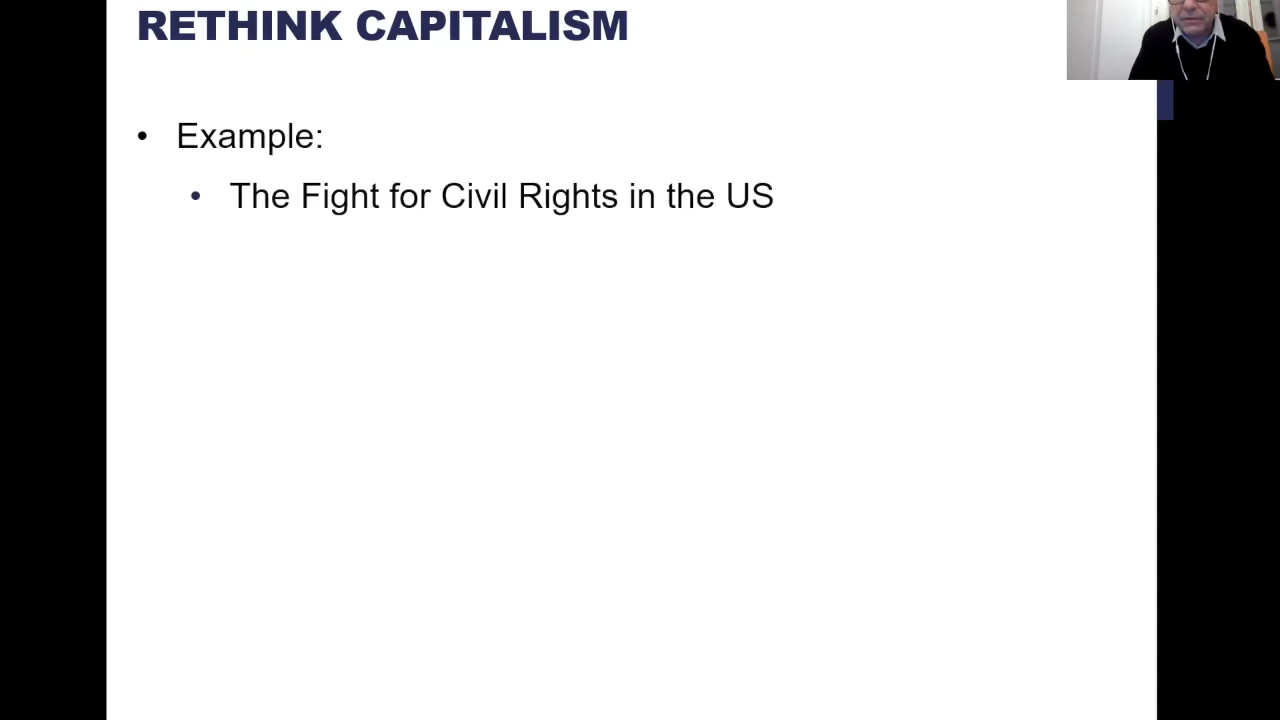 RETHINK CAPITALISM
• Example:
• The Fight for Civil Rights in the US